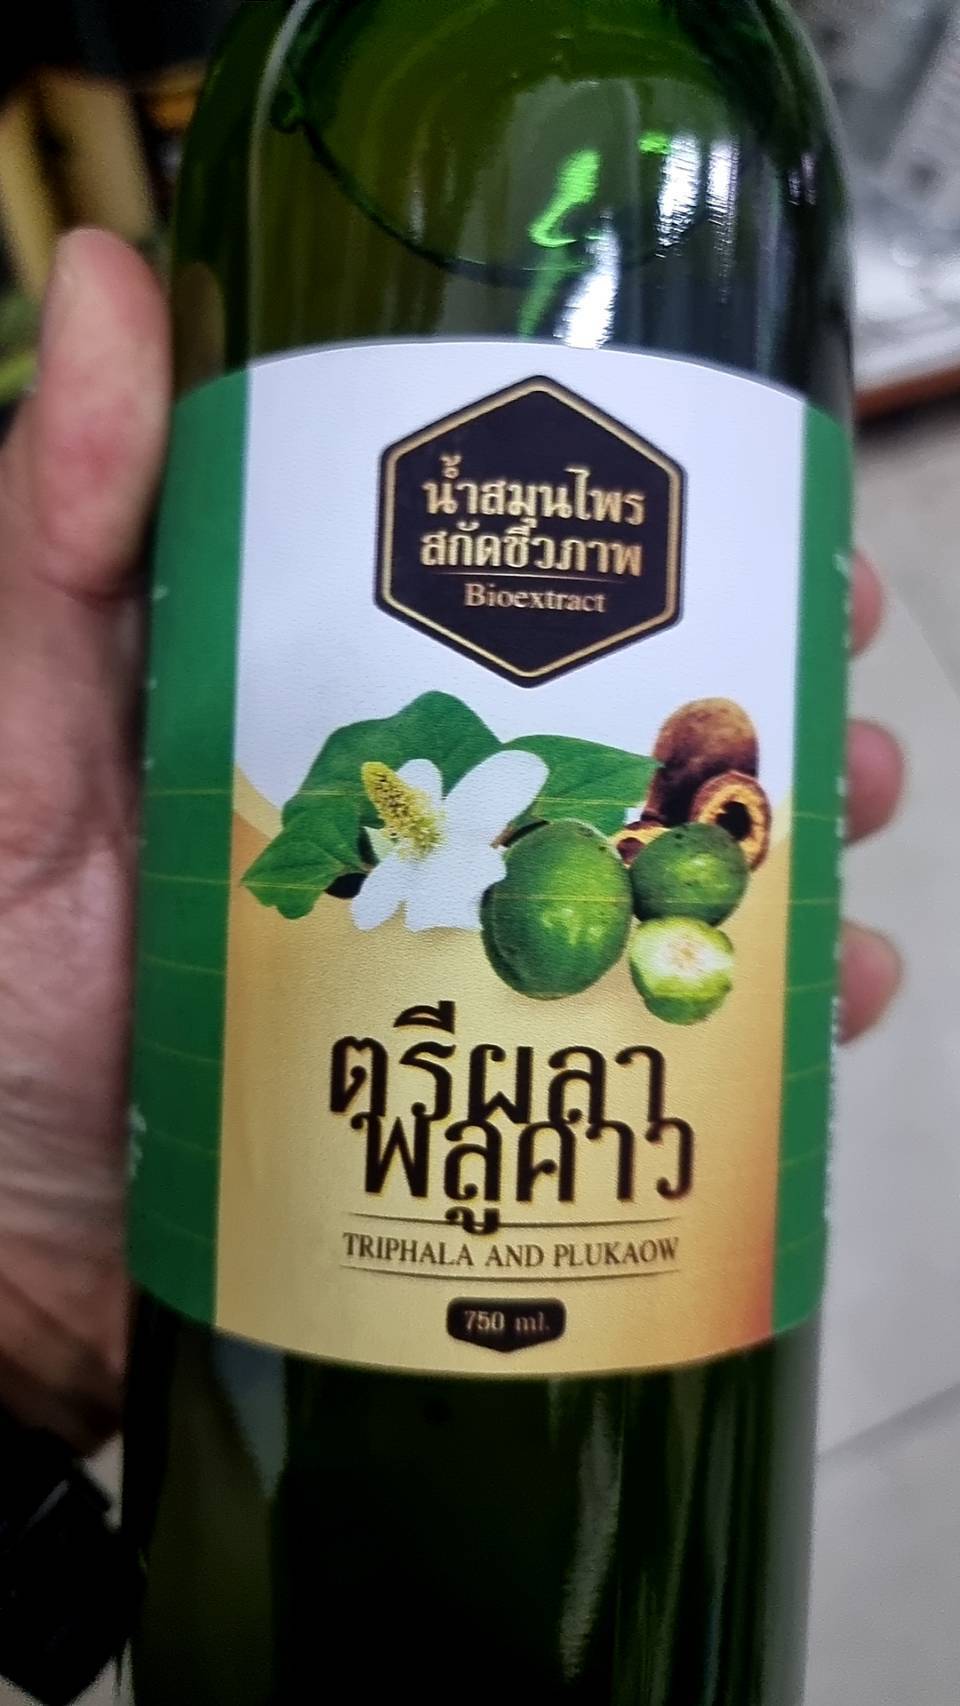 น้ำสมุนไพร
สกัดชีวภาพ
Bioextract
ตรีผลา
พลูคาว
TRIPHALA AND PLUKAOW
750 ml.